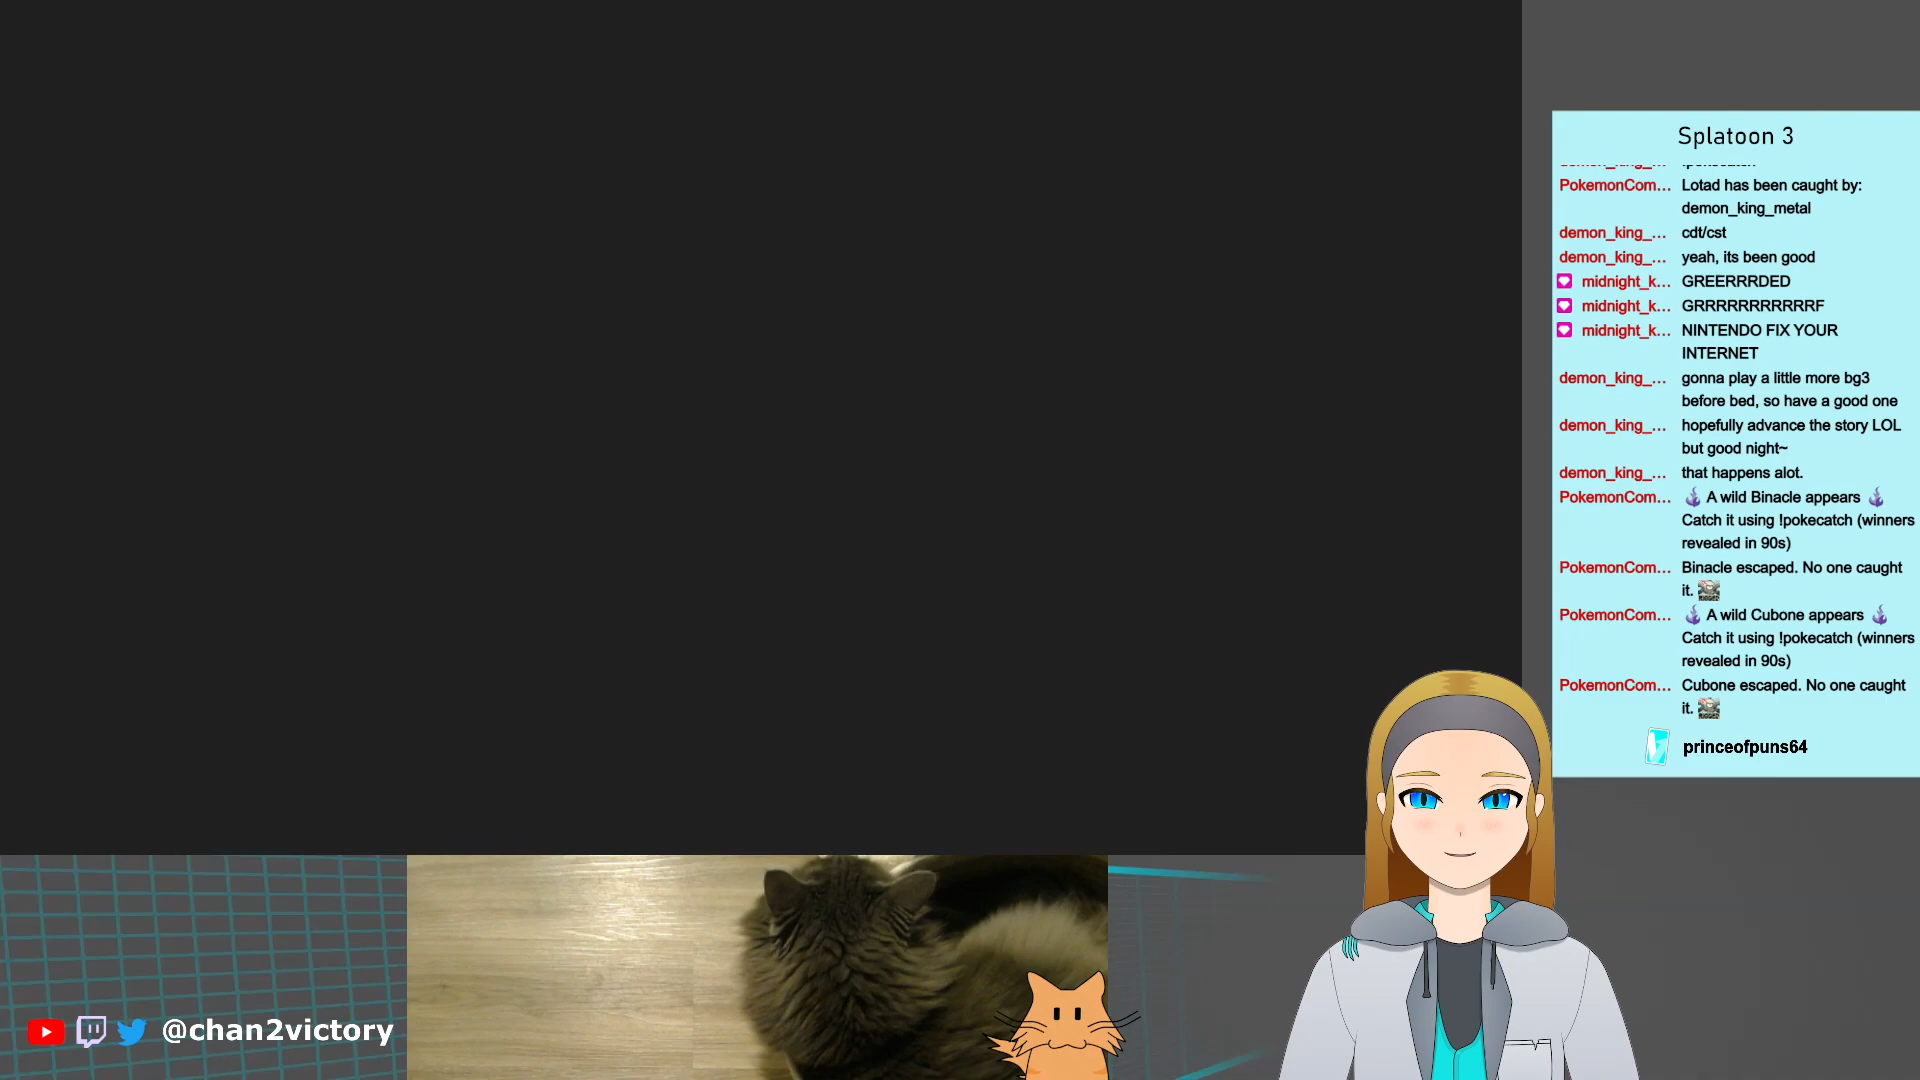 Splatoon 3
PokemonCom... Lotad has been caught by:
demon_king_metal
demon_king_... cdt/cst
demon_king_... yeah, its been good
midnight_k... GREERRRDED
midnight_k... GRRRRRRRRRRRF
midnight_k... NINTENDO FIX YOUR
INTERNET
demon_king_... gonna play a little more bg3
before bed, so have a good one
demon_king_... hopefully advance the story LOL
but good night~
demon_king_... that happens alot.
PokemonCom... A wild Binacle appears
Catch it using !pokecatch (winners
revealed in 90s)
PokemonCom... Binacle escaped. No one caught
it.
PokemonCom... A wild Cubone appears
Catch it using !pokecatch (winners
revealed in 90s)
PokemonCom... Cubone escaped. No one caught
it.
princeofpuns64
@chan2victory